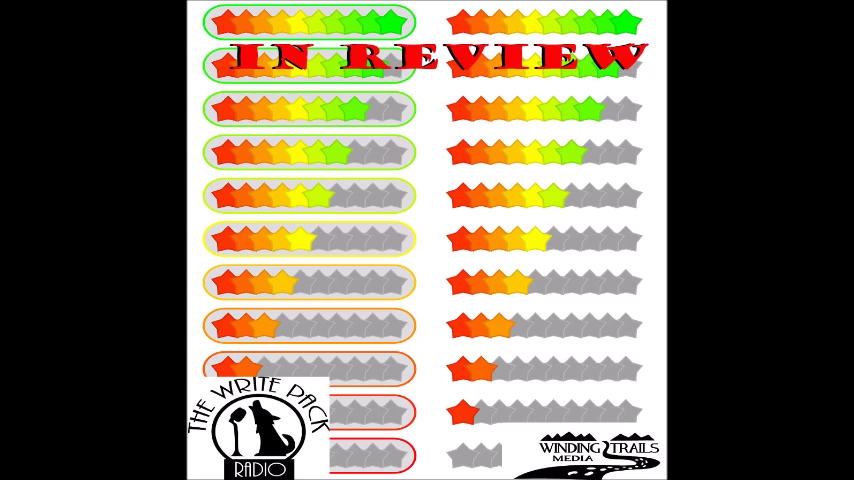 IN REVIEW
THE WRITE PACK
RADIO
WINDING TRAILS
MEDIA